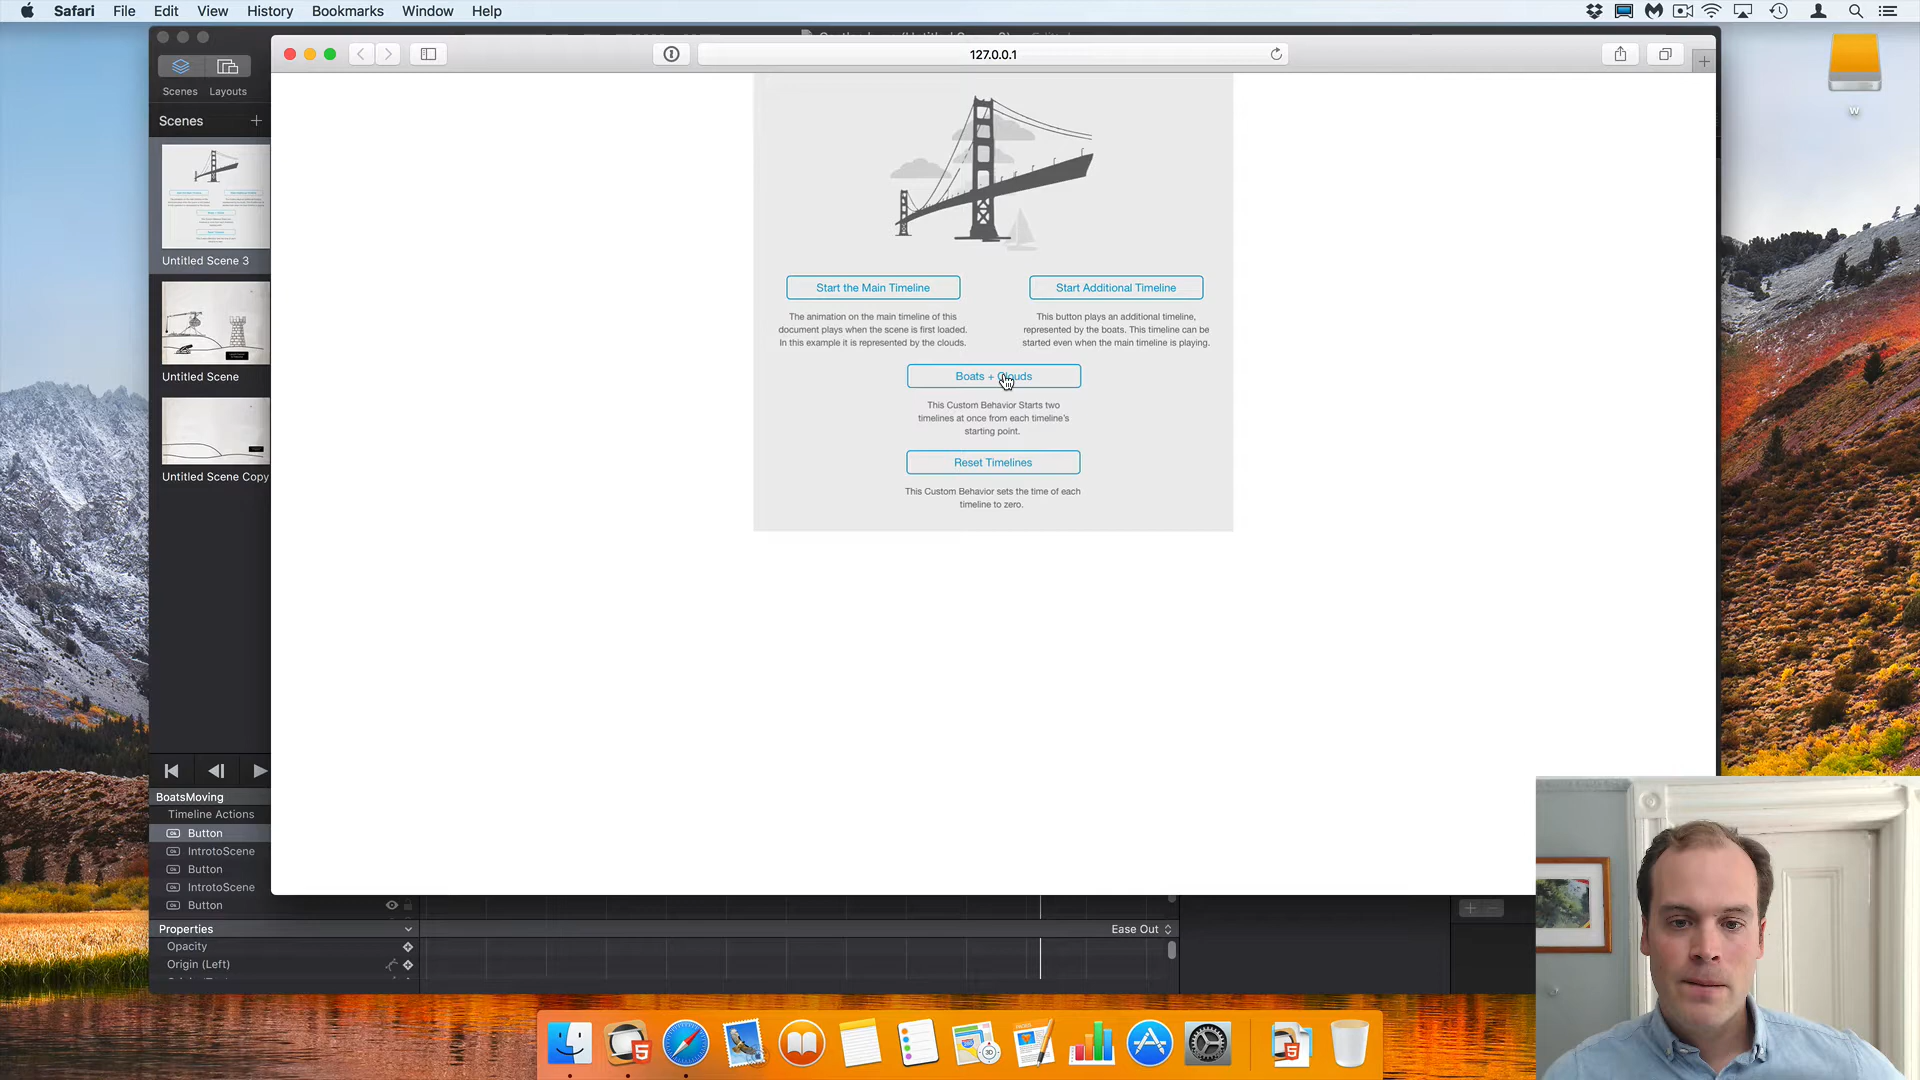 Safari File Edit View History Bookmarks Window Help
127.0.0.1
w
Scenes Layouts
Scenes
Untitled Scene 3
Untitled Scene
Untitled Scene Copy
Start the Main Timeline
The animation on the main timeline of this
document plays when the scene is first loaded.
In this example it is represented by the clouds.
Start Additional Timeline
This button plays an additional timeline,
represented by the boats. This timeline can be
started even when the main timeline is playing.
Boats + Clouds
This Custom Behavior Starts two
timelines at once from each timeline's
starting point.
Reset Timelines
This Custom Behavior sets the time of each
timeline to zero.
BoatsMoving
Timeline Actions
Button
IntrotoScene
Button
IntrotoScene
Button
Properties
Ease Out
Opacity
Origin (Left)